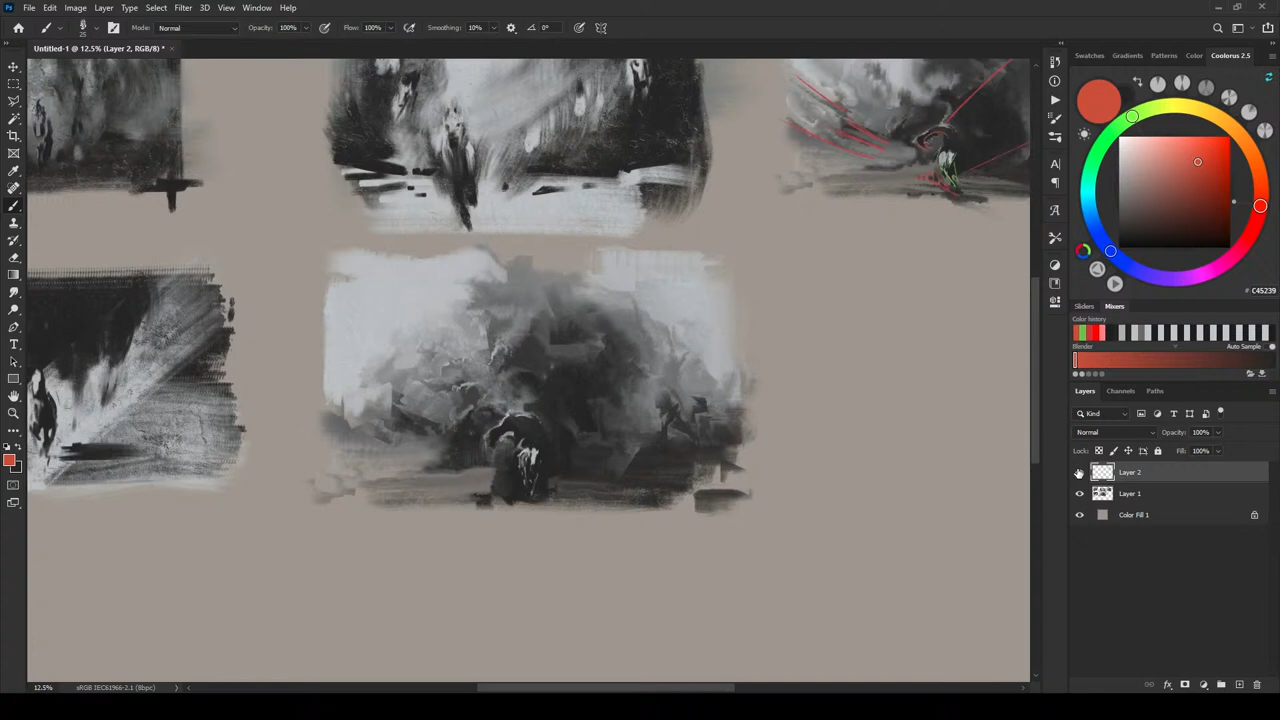 Ps File Edit Image Layer Type Select Filter 3D View Window Help
25 Mode: Normal Opacity: 100% Flow: 100% Smoothing: 10% 0°
Untitled-1 @ 12.5% (Layer 2, RGB/8) *
Swatches Gradients Patterns Color Coolorus 2.5
# C45239
Sliders Mixers
Color history
Blender Auto Sample
Layers Channels Paths
Kind
Normal Opacity: 100%
Lock: Fill: 100%
Layer 2
Layer 1
Color Fill 1
12.5% sRGB IEC61966-2.1 (8bpc)